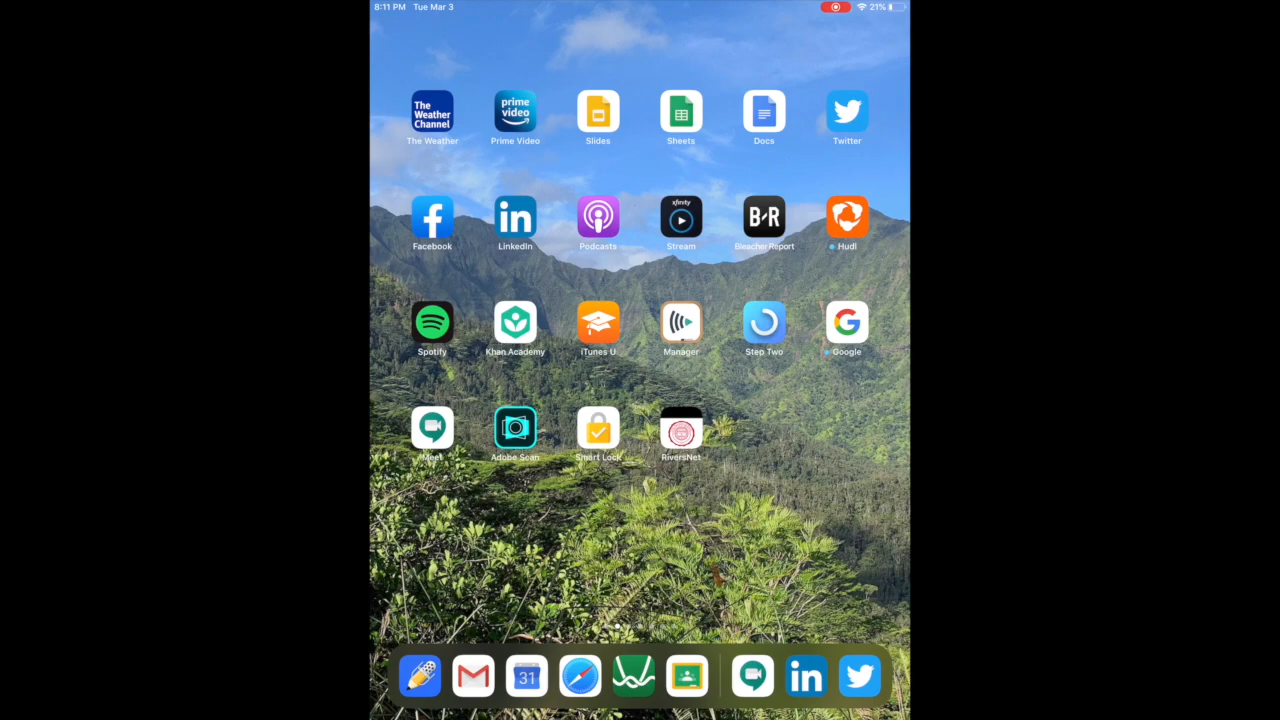 8:11 PM Tue Mar 3
21%
The Weather Channel
prime video
The Weather
Prime Video
Slides
Sheets
Docs
Twitter
f
in
xfinity
B/R
Facebook
LinkedIn
Podcasts
Stream
Bleacher Report
Hudl
G
Spotify
Khan Academy
iTunes U
Manager
Step Two
Google
Meet
Adobe Scan
Smart Lock
RiversNet
31
in